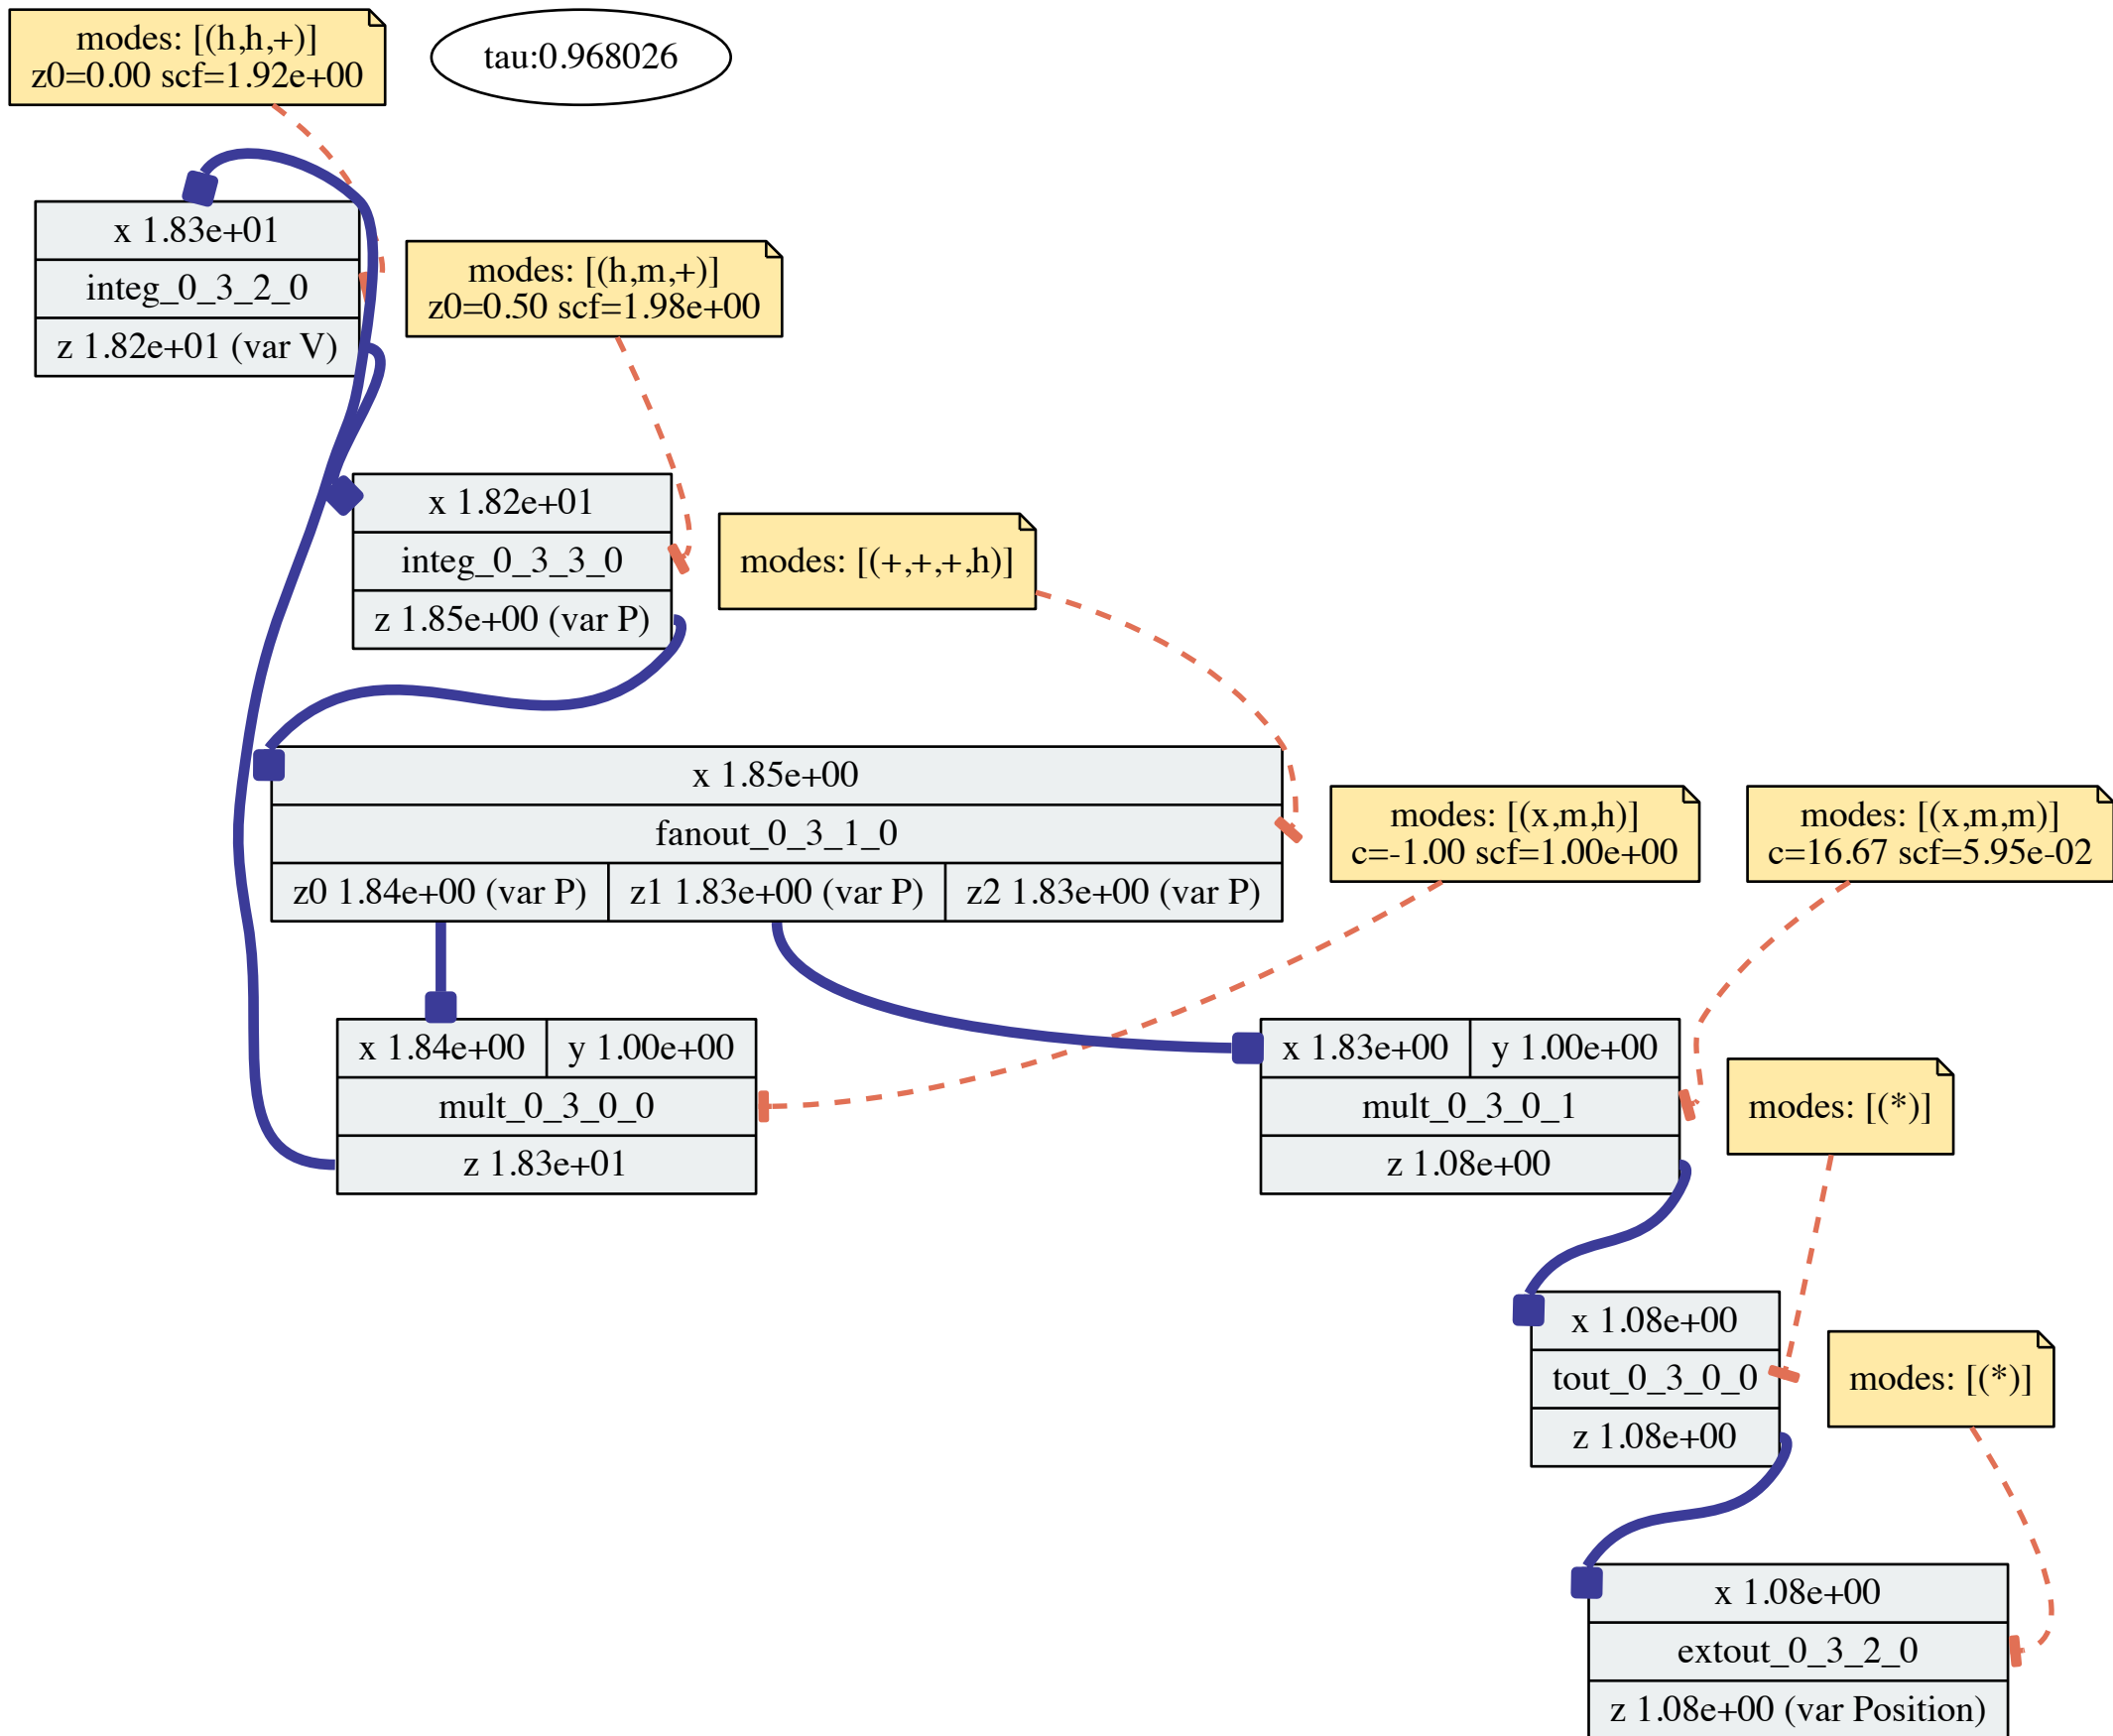 modes: [(h,h,+)]
z0=0.00 scf=1.92e+00
tau:0.968026
x 1.83e+01
integ_0_3_2_0
z 1.82e+01 (var V)
modes: [(h,m,+)]
z0=0.50 scf=1.98e+00
x 1.82e+01
integ_0_3_3_0
z 1.85e+00 (var P)
modes: [(+,+,+,h)]
x 1.85e+00
fanout_0_3_1_0
z0 1.84e+00 (var P)
z1 1.83e+00 (var P)
z2 1.83e+00 (var P)
modes: [(x,m,h)]
c=-1.00 scf=1.00e+00
modes: [(x,m,m)]
c=16.67 scf=5.95e-02
x 1.84e+00
y 1.00e+00
mult_0_3_0_0
z 1.83e+01
x 1.83e+00
y 1.00e+00
mult_0_3_0_1
z 1.08e+00
modes: [(*)]
x 1.08e+00
tout_0_3_0_0
z 1.08e+00
modes: [(*)]
x 1.08e+00
extout_0_3_2_0
z 1.08e+00 (var Position)